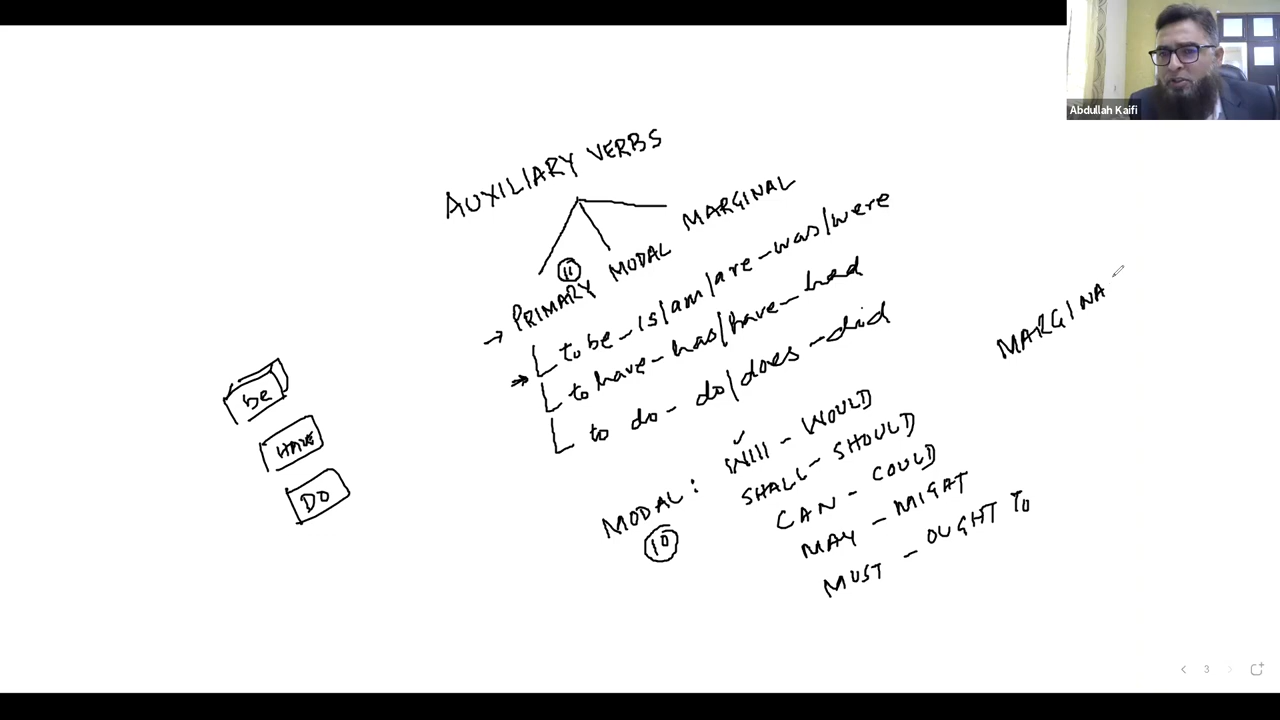 Abdullah Kaifi
AUXILIARY VERBS
PRIMARY MODAL MARGINAL
11
to be - is/am/are - was/were
to have - has/have - had
to do - do/does - did
be
HAVE
DO
MODAL:
10
Will - WOULD
SHALL - SHOULD
CAN - COULD
MAY - MIGHT
MUST - OUGHT To
MARGINA
3